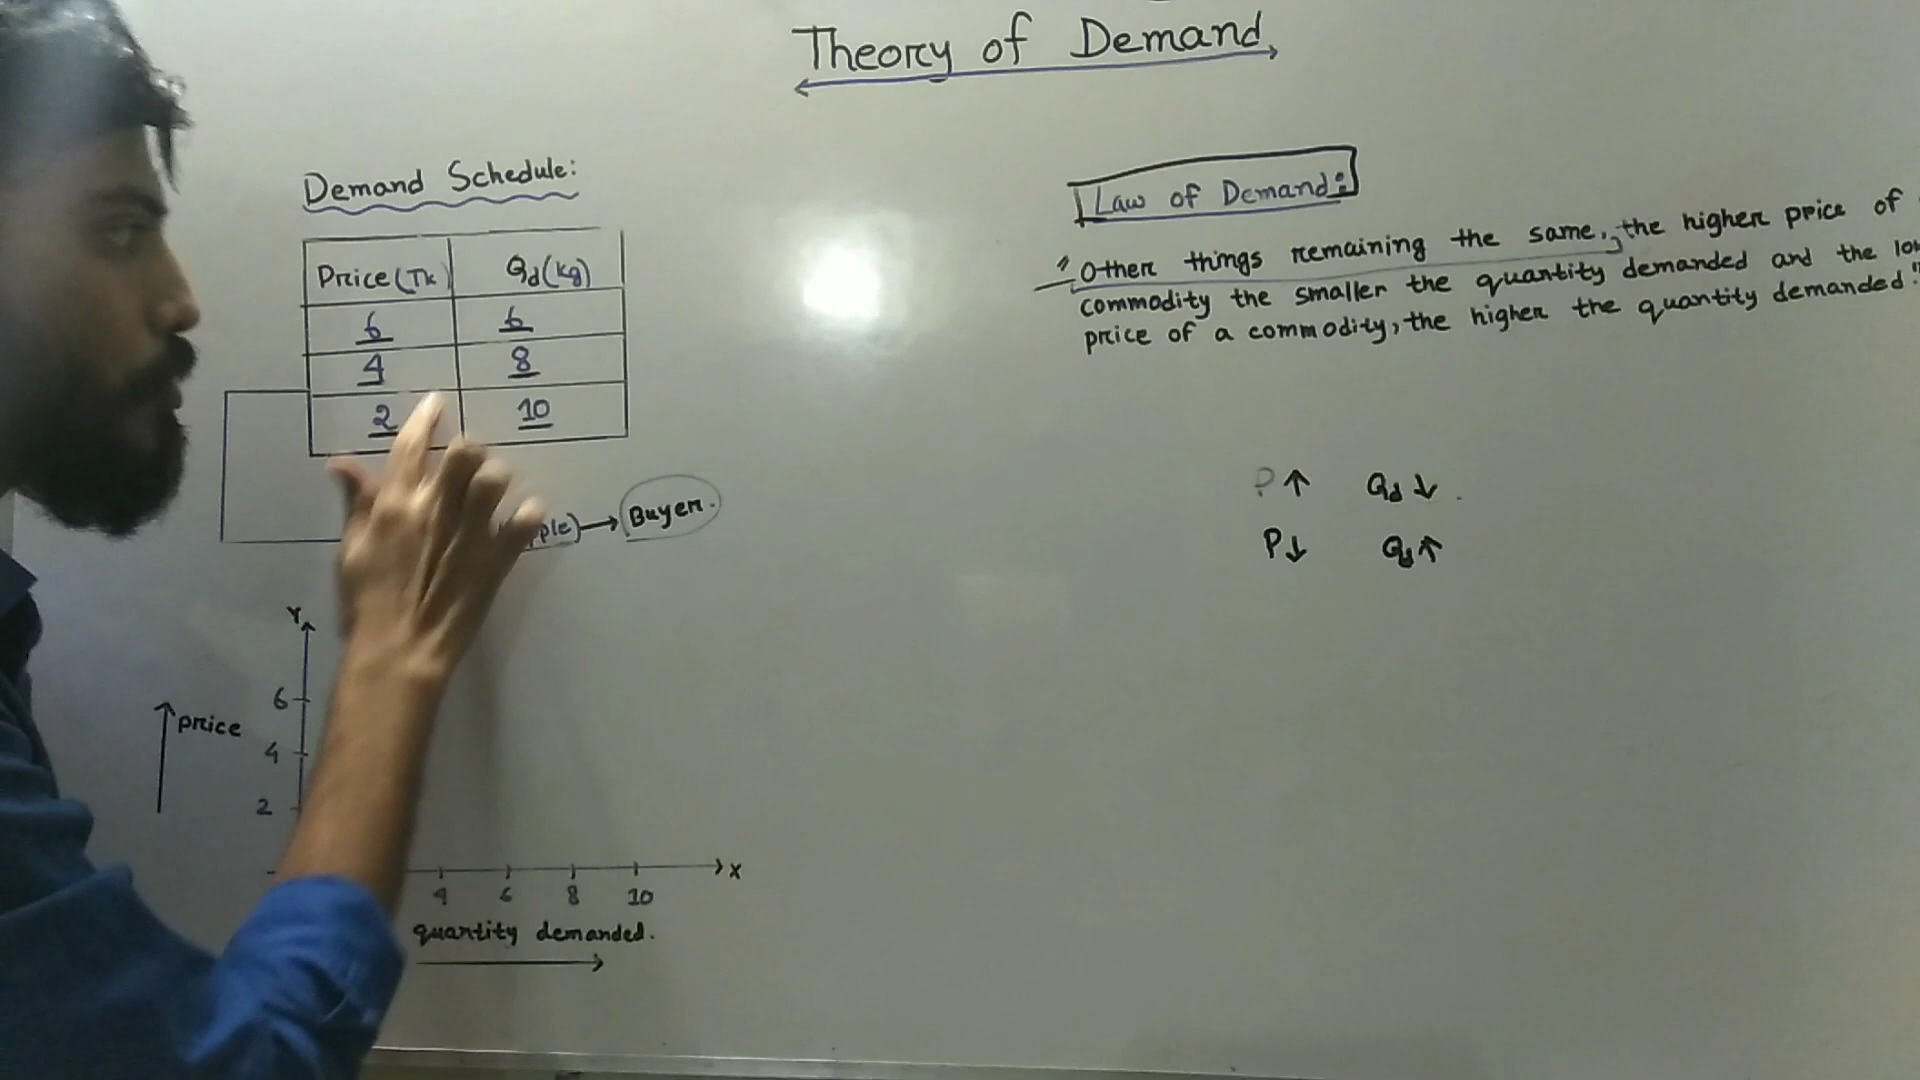 Theory of Demand
Demand Schedule:
Price (Tk) Qd (kg)
6 6
4 8
2 10
Buyer.
Law of Demand:
"Other things remaining the same, the higher price of
commodity the smaller the quantity demanded and the
price of a commodity, the higher the quantity demanded."
P↑ Qd↓
P↓ Qd↑
Y
6
4
2
↑ price
X
4 6 8 10
quantity demanded.